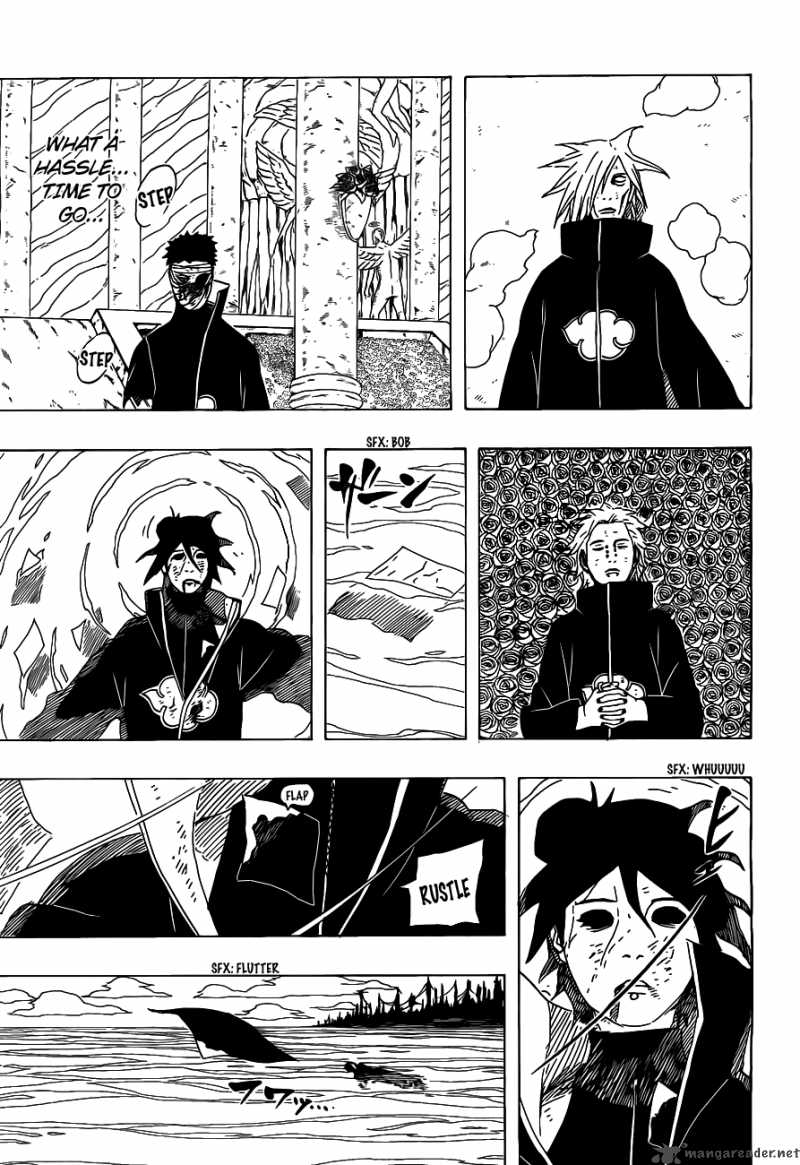 WHAT A
HASSLE...
TIME TO
GO...
STEP
STEP
SFX: BOB
ザーン
SFX: WHUUUUU
ヒ
FLAP
RUSTLE
SFX: FLUTTER
フワッ...
mangareader.net